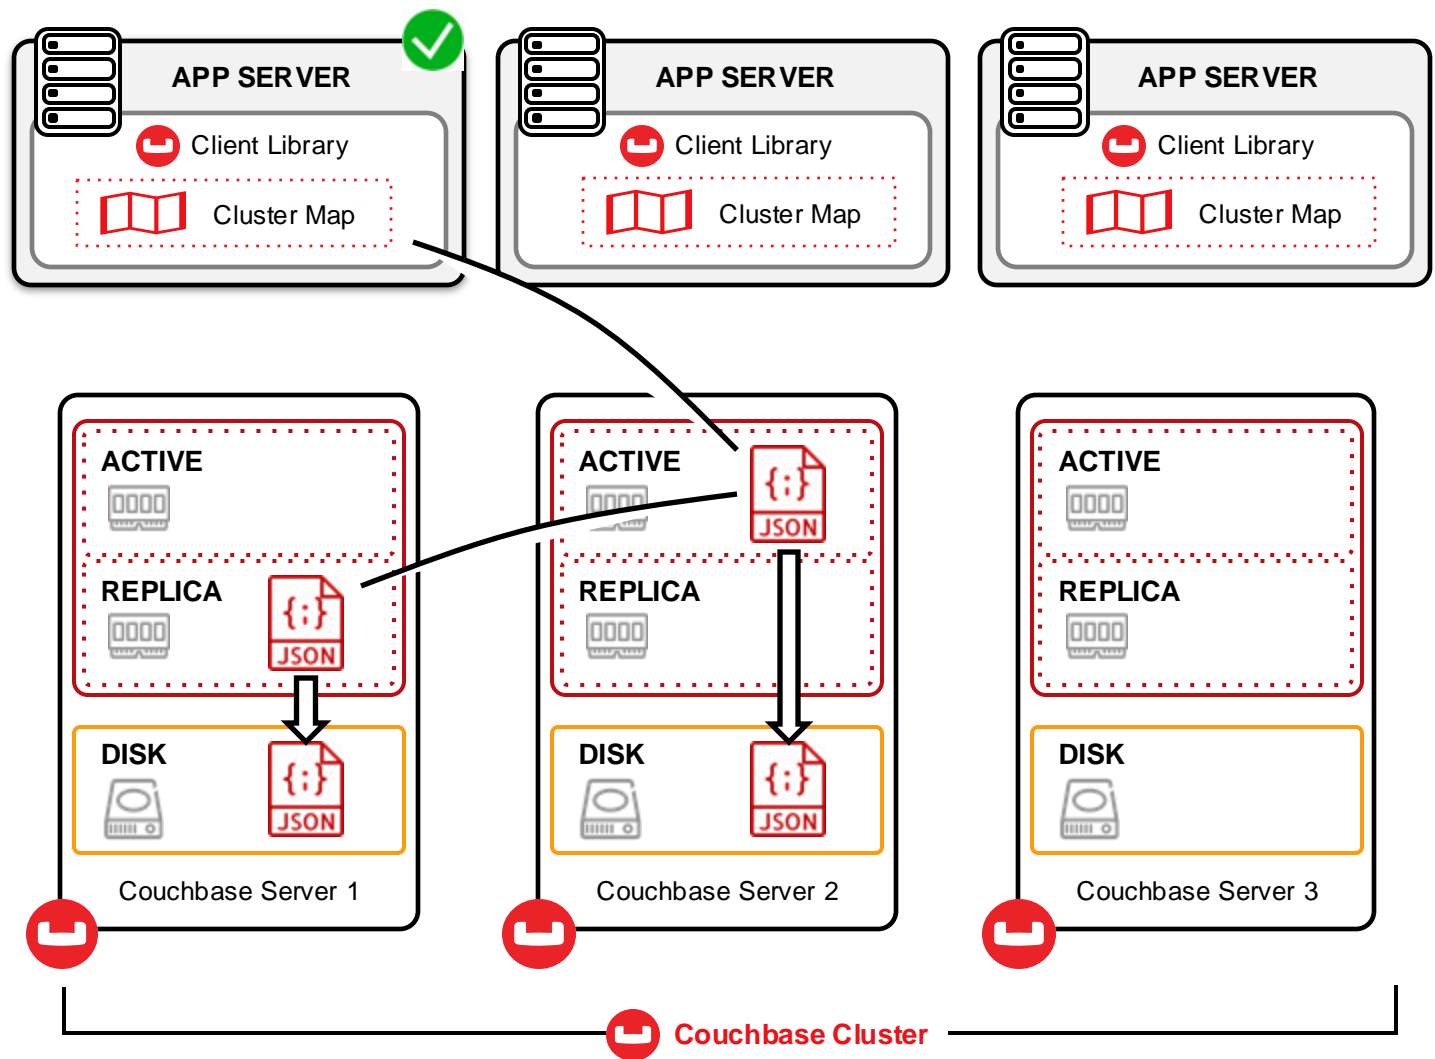 APP SERVER
Client Library
Cluster Map
APP SERVER
Client Library
Cluster Map
APP SERVER
Client Library
Cluster Map
ACTIVE
REPLICA
{;}
JSON
DISK
{;}
JSON
Couchbase Server 1
ACTIVE
{;}
JSON
REPLICA
DISK
{;}
JSON
Couchbase Server 2
ACTIVE
REPLICA
DISK
Couchbase Server 3
Couchbase Cluster